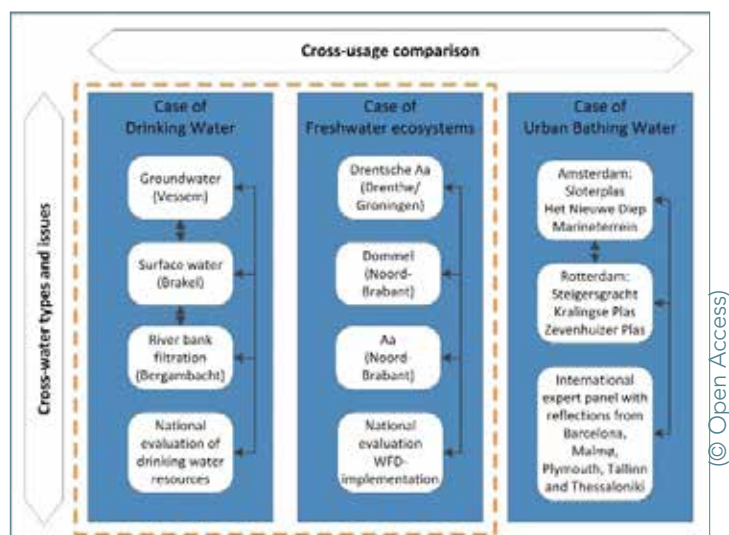 Cross-usage comparison
Cross-water types and issues
Case of
Drinking Water
Groundwater
(Vessem)
Surface water
(Brakel)
River bank
filtration
(Bergambacht)
National
evaluation of
drinking water
resources
Case of
Freshwater ecosystems
Drentsche Aa
(Drenthe/
Groningen)
Dommel
(Noord-
Brabant)
Aa
(Noord
Brabant)
National
evaluation
WFD-
implementation
Case of
Urban Bathing Water
Amsterdam:
Sloterplas
Het Nieuwe Diep
Marineterrein
Rotterdam:
Steigersgracht
Kralingse Plas
Zevenhuizer Plas
International
expert panel with
reflections from
Barcelona,
Malmø,
Plymouth, Tallinn
and Thessaloniki
(© Open Access)